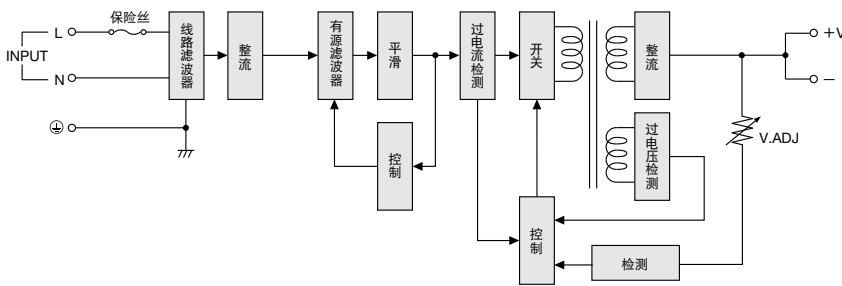 保险丝
L
INPUT
N
线路滤波器
整流
有源滤波器
平滑
过电流检测
开关
整流
+V
−
控制
过电压检测
V.ADJ
控制
检测